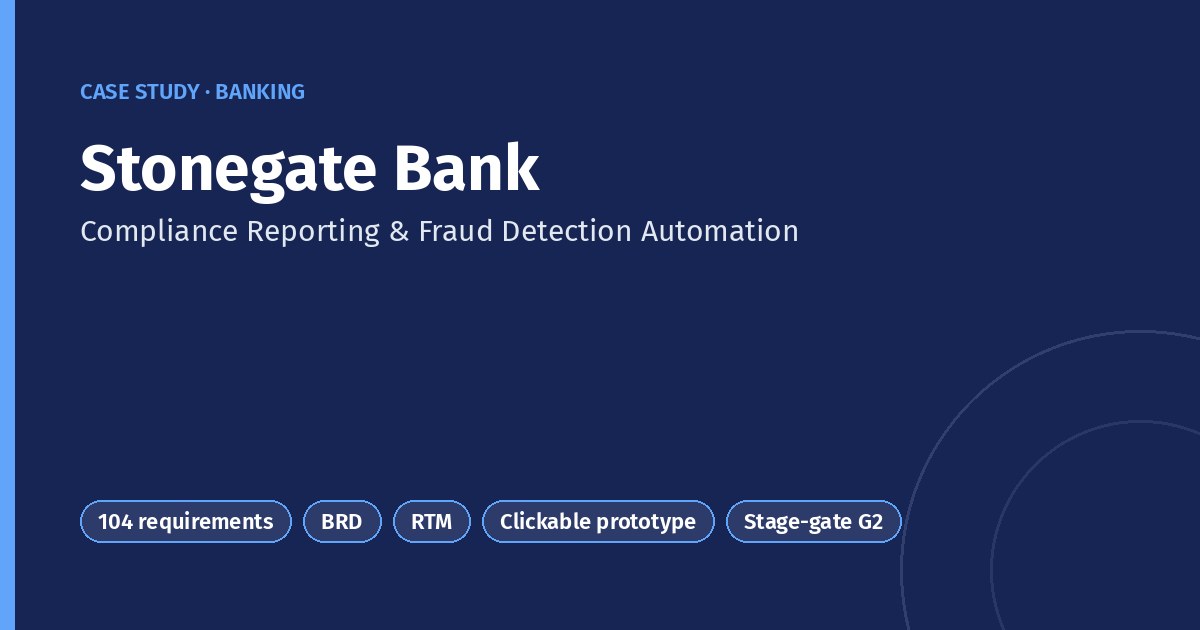 CASE STUDY · BANKING
Stonegate Bank
Compliance Reporting & Fraud Detection Automation
104 requirements BRD RTM Clickable prototype Stage-gate G2